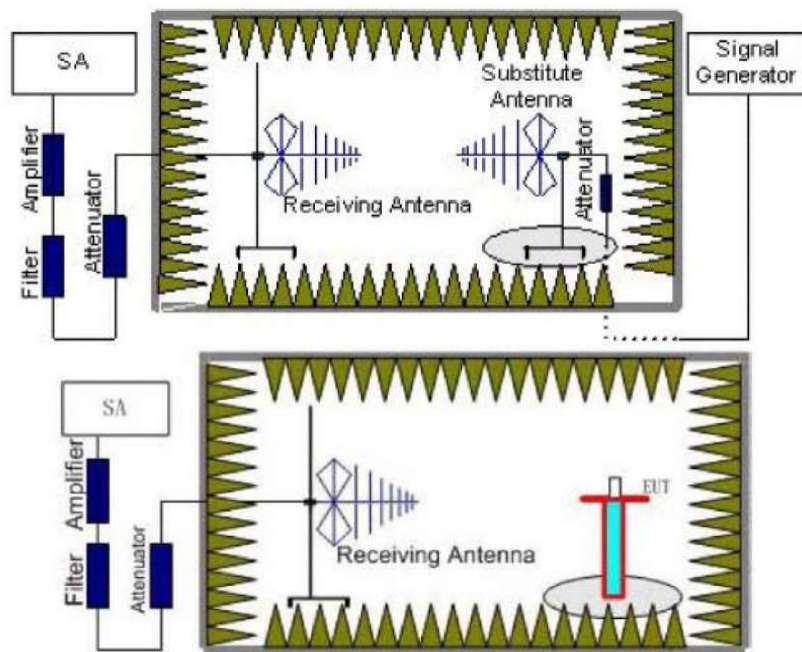 SA
Amplifier
Filter
Attenuator
Receiving Antenna
Substitute
Antenna
Attenuator
Signal
Generator
SA
Amplifier
Filter
Attenuator
Receiving Antenna
EUT